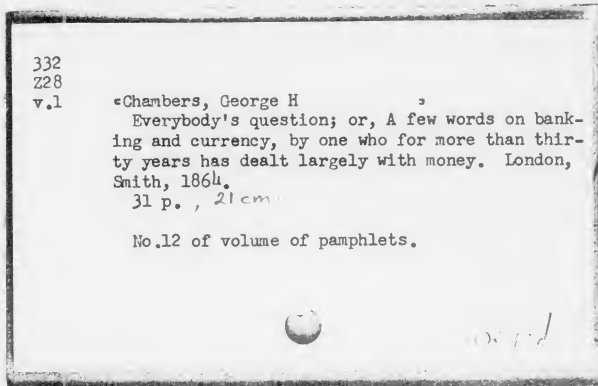 332
Z28
v.1 [Chambers, George H ]
Everybody's question; or, A few words on bank-
ing and currency, by one who for more than thir-
ty years has dealt largely with money. London,
Smith, 1864.
31 p., 21 cm
No.12 of volume of pamphlets.